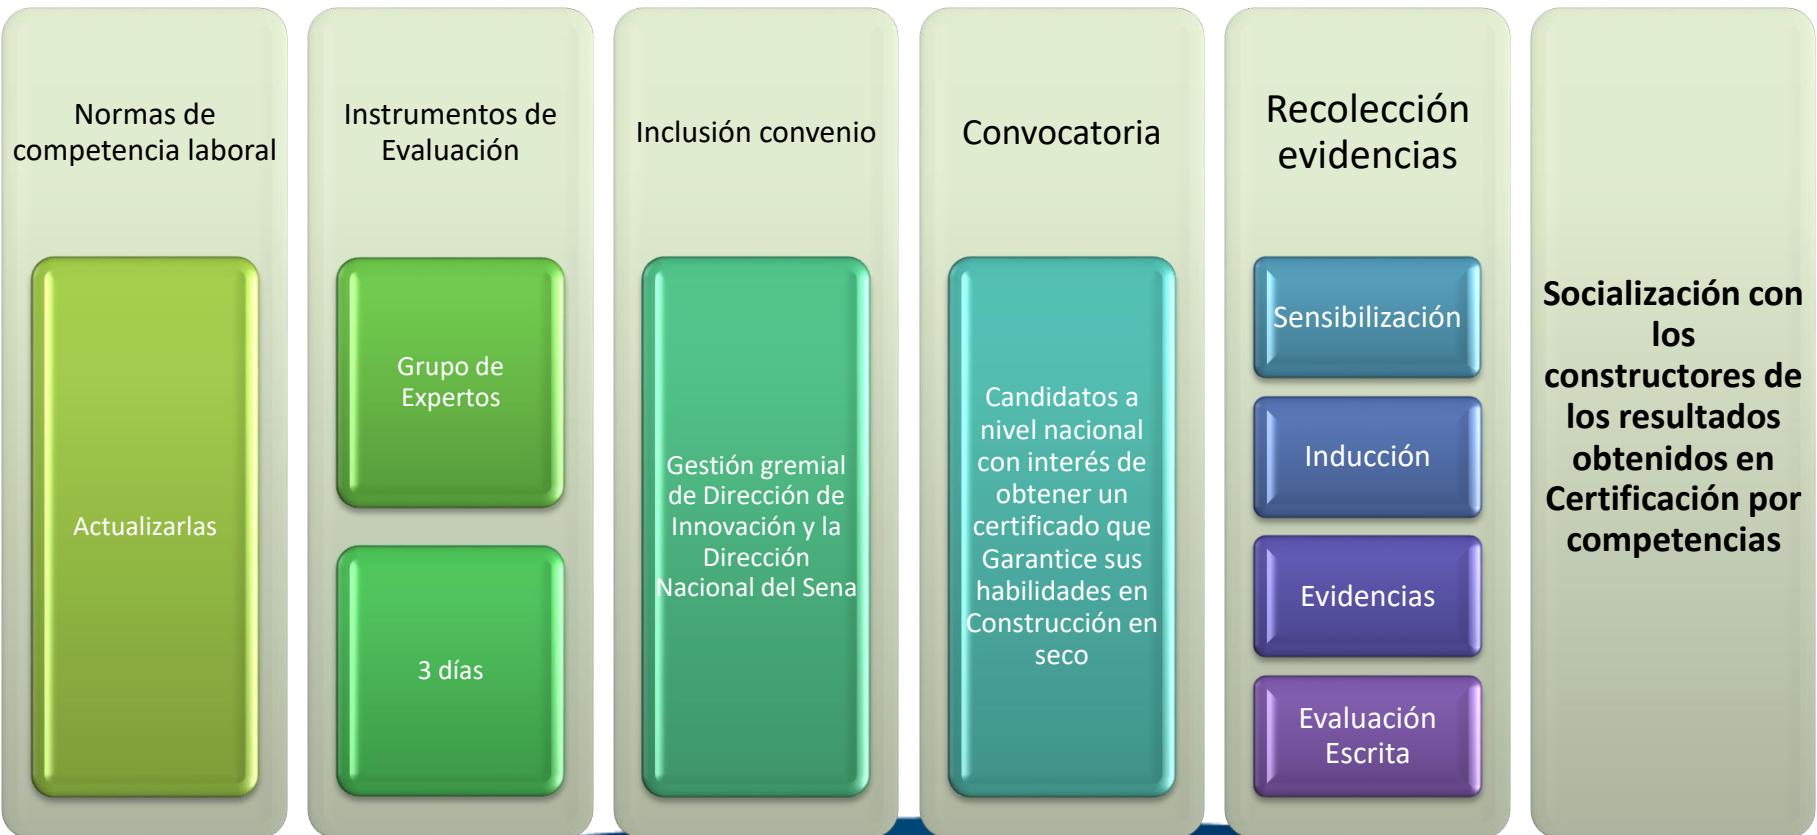 Normas de
competencia laboral
Actualizarlas
Instrumentos de
Evaluación
Grupo de
Expertos
3 días
Inclusión convenio
Gestión gremial
de Dirección de
Innovación y la
Dirección
Nacional del Sena
Convocatoria
Candidatos a
nivel nacional
con interés de
obtener un
certificado que
Garantice sus
habilidades en
Construcción en
seco
Recolección
evidencias
Sensibilización
Inducción
Evidencias
Evaluación
Escrita
Socialización con
los
constructores de
los resultados
obtenidos en
Certificación por
competencias